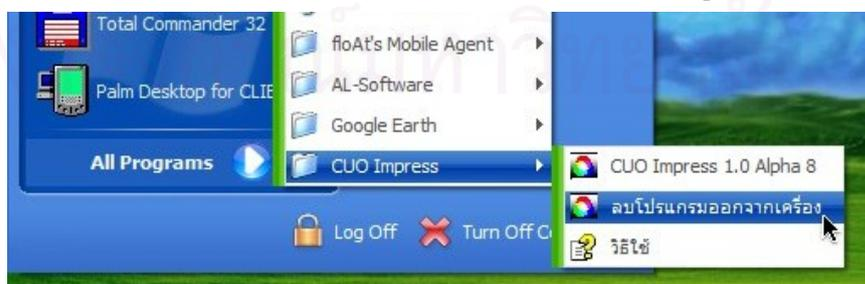 Total Commander 32
Palm Desktop for CLIE
All Programs
floAt's Mobile Agent
AL-Software
Google Earth
CUO Impress
CUO Impress 1.0 Alpha 8
ลบโปรแกรมออกจากเครื่อง
วิธีใช้
Log Off
Turn Off